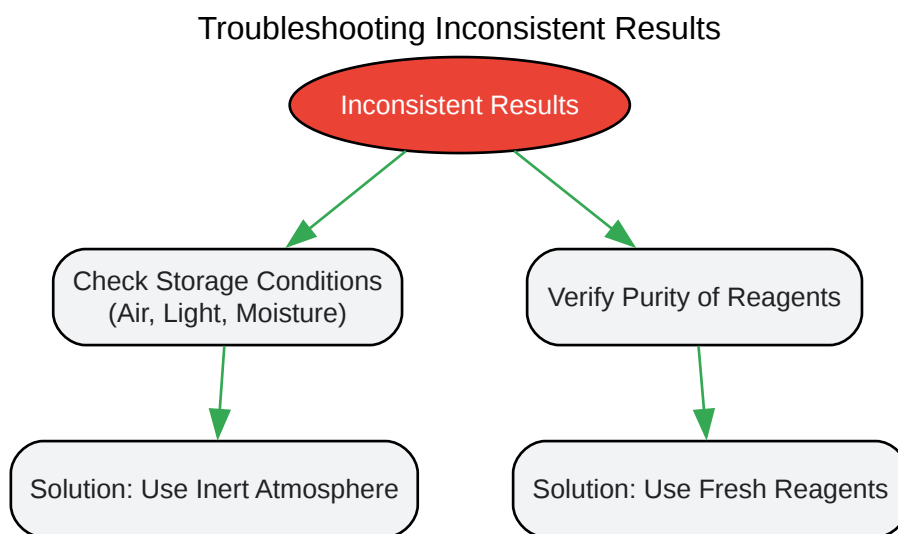 Troubleshooting Inconsistent Results
Inconsistent Results
Check Storage Conditions
(Air, Light, Moisture)
Verify Purity of Reagents
Solution: Use Inert Atmosphere
Solution: Use Fresh Reagents